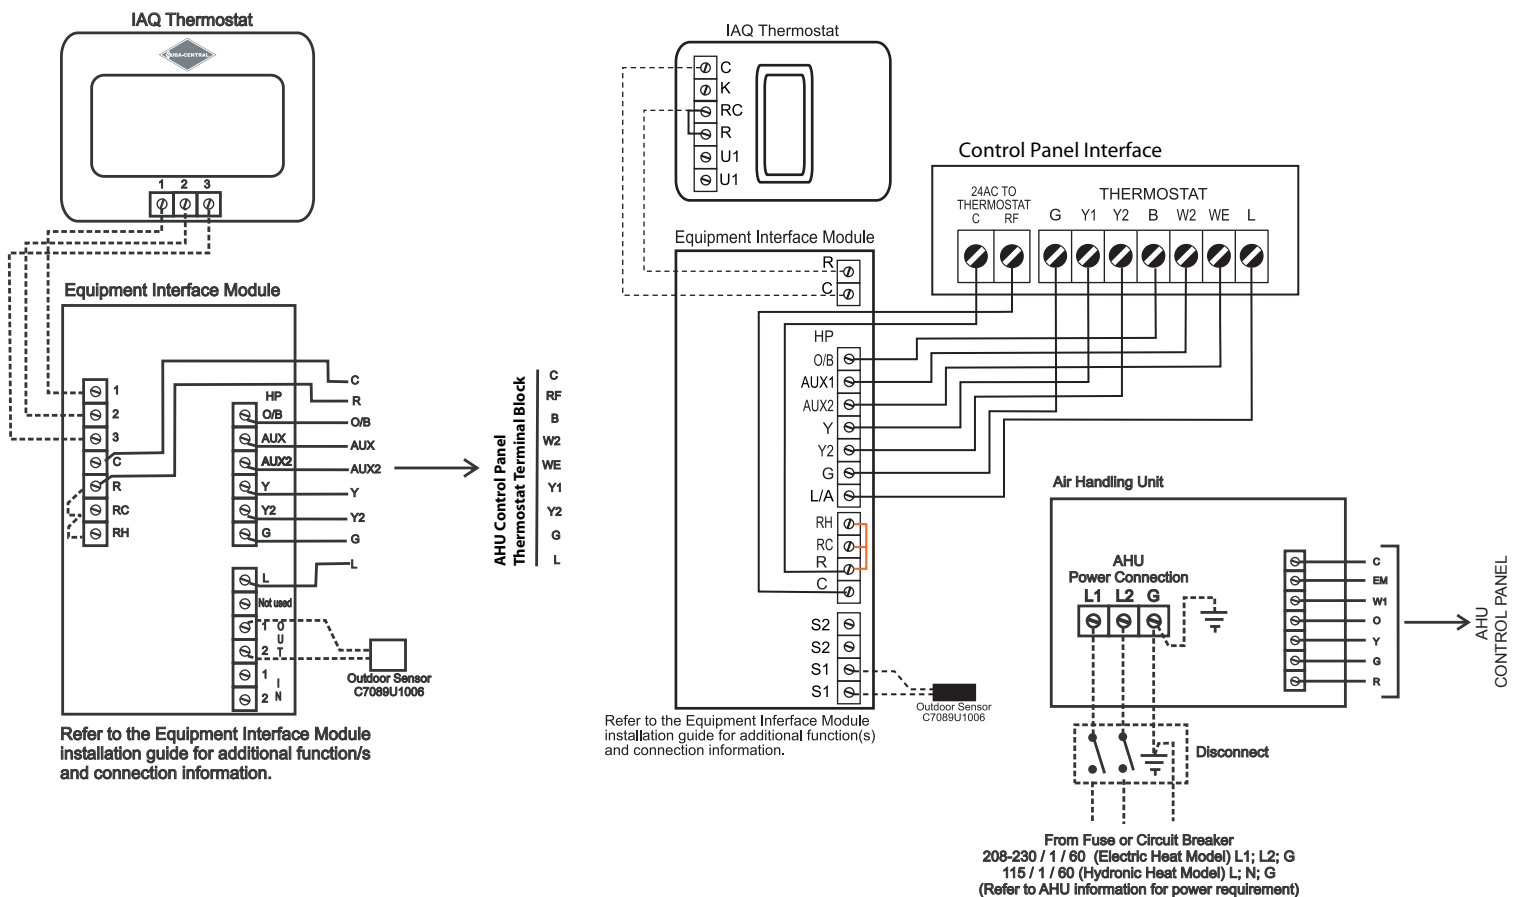 IAQ Thermostat
CUBA-CENTRAL
1 2 3
Equipment Interface Module
1
2
3
C
R
RC
RH
HP
O/B
AUX
AUX2
Y
Y2
G
L
Not used
1 O
U
2 T
1 I
2 N
C
R
O/B
AUX
AUX2
Y
Y2
G
L
Outdoor Sensor
C7089U1006
Refer to the Equipment Interface Module
installation guide for additional function/s
and connection information.
AHU Control Panel
Thermostat Terminal Block
C
RF
B
W2
WE
Y1
Y2
G
L
IAQ Thermostat
C
K
RC
R
U1
U1
Equipment Interface Module
R
C
HP
O/B
AUX1
AUX2
Y
Y2
G
L/A
RH
RC
R
C
S2
S2
S1
S1
Outdoor Sensor
C7089U1006
Refer to the Equipment Inferface Module
installation guide for additional function(s)
and connection information.
Control Panel Interface
24AC TO
THERMOSTAT
C RF
THERMOSTAT
G Y1 Y2 B W2 WE L
Air Handling Unit
AHU
Power Connection
L1 L2 G
C
EM
W1
O
Y
G
R
AHU
CONTROL PANEL
Disconnect
From Fuse or Circuit Breaker
208-230 / 1 / 60 (Electric Heat Model) L1; L2; G
115 / 1 / 60 (Hydronic Heat Model) L; N; G
(Refer to AHU information for power requirement)